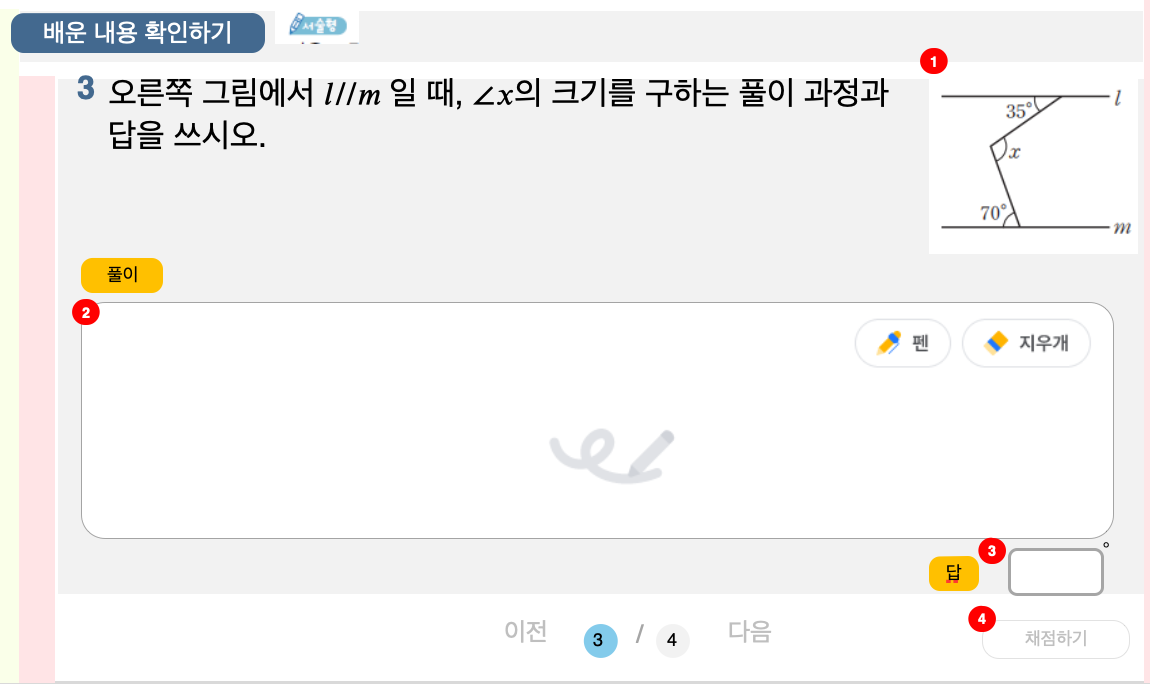 배운 내용 확인하기
서술형
3 오른쪽 그림에서 l//m 일 때, ∠x의 크기를 구하는 풀이 과정과
답을 쓰시오.
1
35°
l
x
70°
m
풀이
2
펜
지우개
3
°
답
이전 3 / 4 다음
4
채점하기